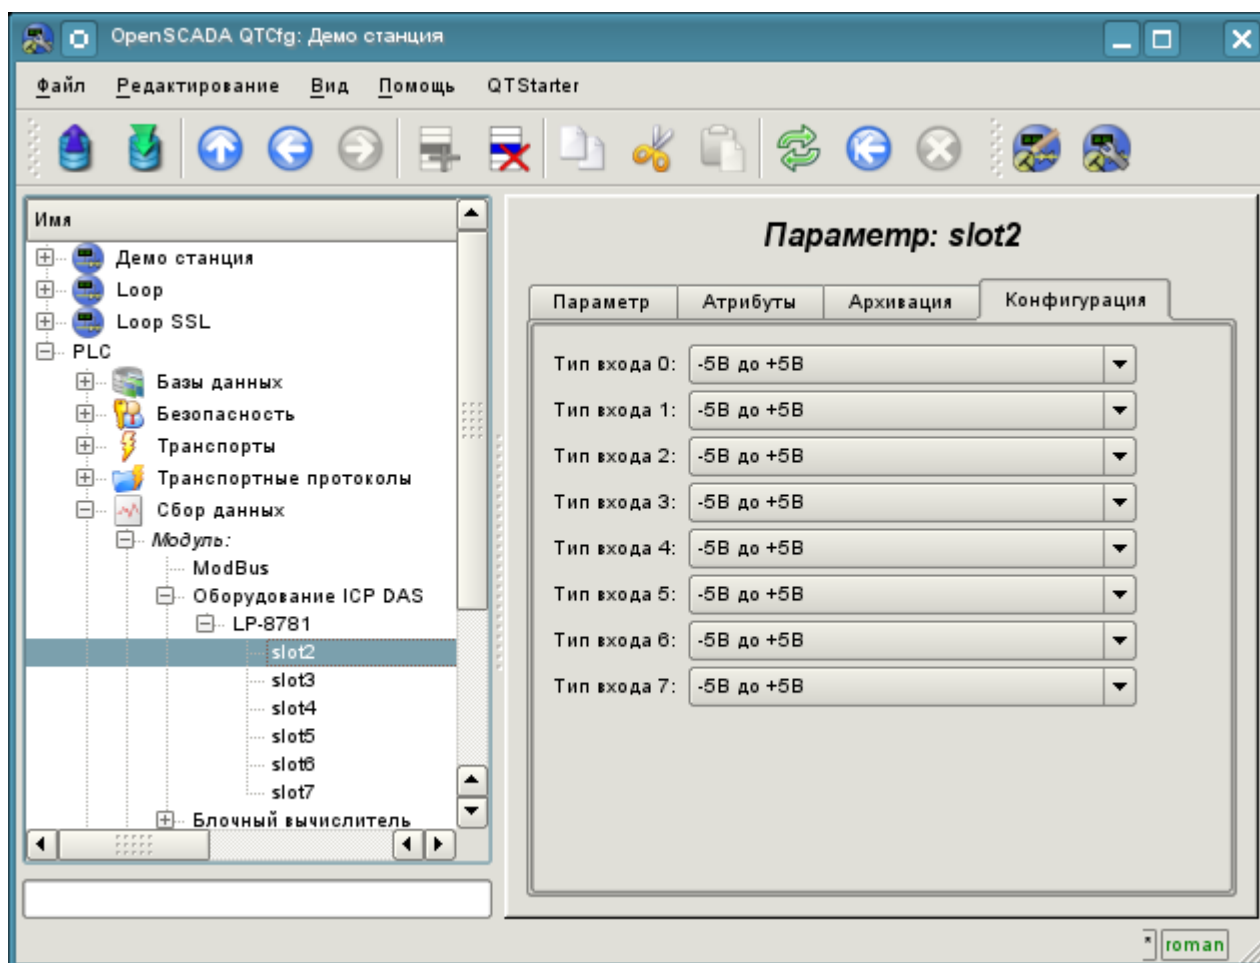 OpenSCADA QTCfg: Демо станция
Файл Редактирование Вид Помощь QTStarter
Имя
Демо станция
Loop
Loop SSL
PLC
Базы данных
Безопасность
Транспорты
Транспортные протоколы
Сбор данных
Модуль:
ModBus
Оборудование ICP DAS
LP-8781
slot2
slot3
slot4
slot5
slot6
slot7
Блочный вычислитель
Параметр: slot2
Параметр Атрибуты Архивация Конфигурация
Тип входа 0: -5В до +5В
Тип входа 1: -5В до +5В
Тип входа 2: -5В до +5В
Тип входа 3: -5В до +5В
Тип входа 4: -5В до +5В
Тип входа 5: -5В до +5В
Тип входа 6: -5В до +5В
Тип входа 7: -5В до +5В
* roman